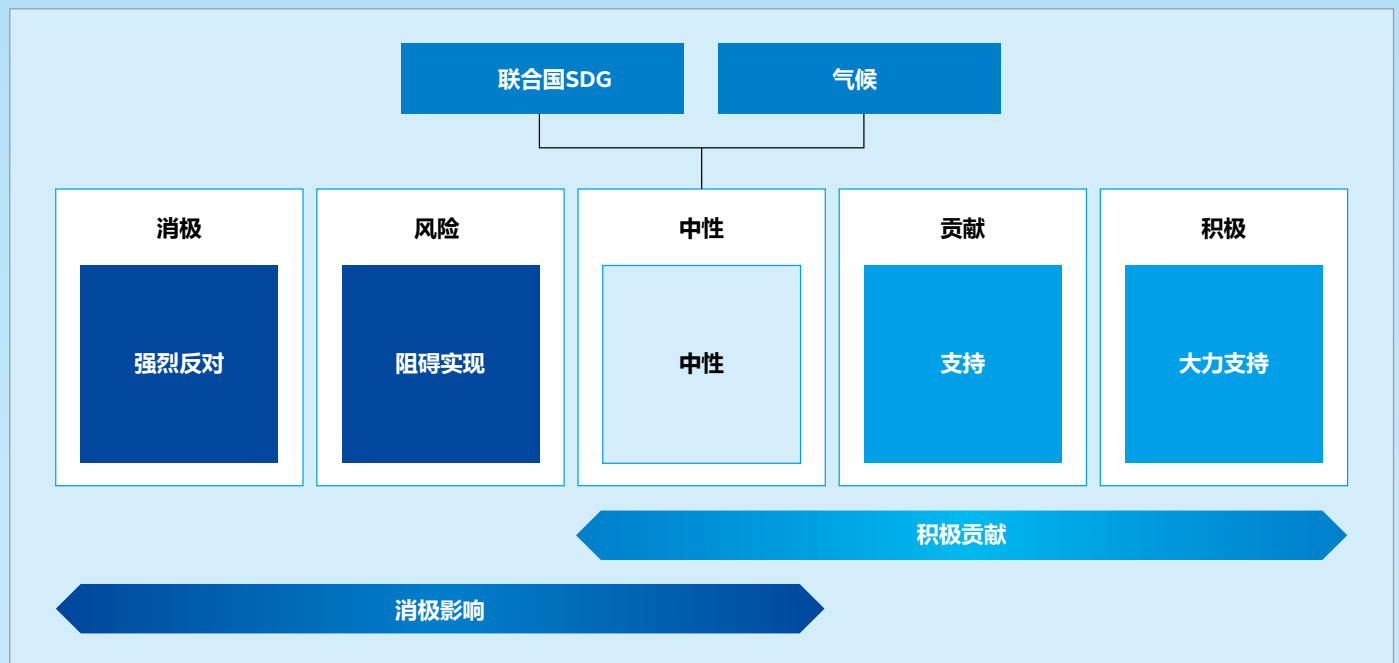 联合国SDG
气候
消极
风险
中性
贡献
积极
强烈反对
阻碍实现
中性
支持
大力支持
积极贡献
消极影响